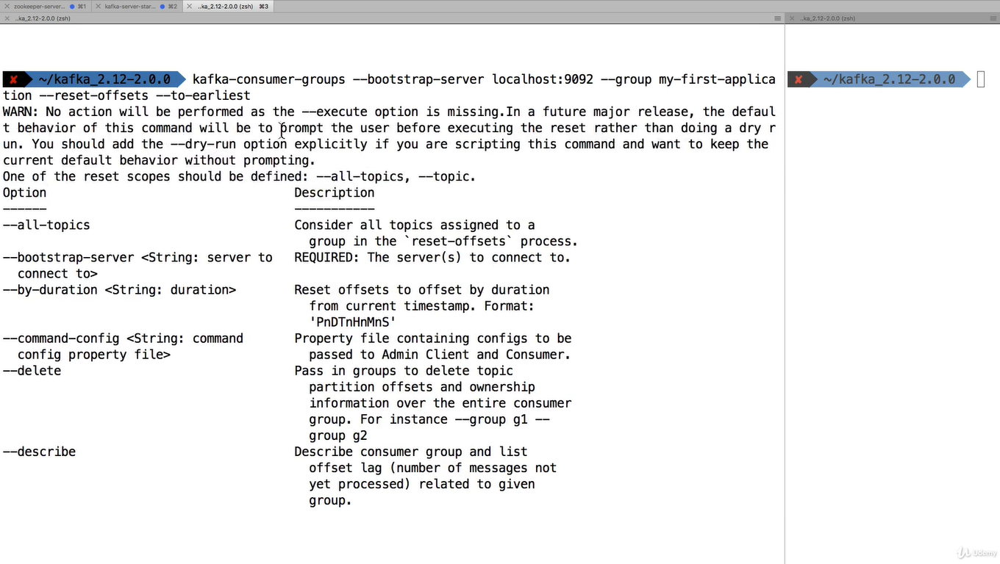 zookeeper-server... ⌘1
kafka-server-star... ⌘2
..ka_2.12-2.0.0 (zsh) ⌘3
..ka_2.12-2.0.0 (zsh)
..ka_2.12-2.0.0 (zsh)
✘ ~/kafka_2.12-2.0.0 kafka-consumer-groups --bootstrap-server localhost:9092 --group my-first-applica
tion --reset-offsets --to-earliest
WARN: No action will be performed as the --execute option is missing.In a future major release, the defaul
t behavior of this command will be to prompt the user before executing the reset rather than doing a dry r
un. You should add the --dry-run option explicitly if you are scripting this command and want to keep the
current default behavior without prompting.
One of the reset scopes should be defined: --all-topics, --topic.
Option Description
------ -----------
--all-topics Consider all topics assigned to a
group in the `reset-offsets` process.
--bootstrap-server <String: server to REQUIRED: The server(s) to connect to.
connect to>
--by-duration <String: duration> Reset offsets to offset by duration
from current timestamp. Format:
'PnDTnHnMnS'
--command-config <String: command Property file containing configs to be
config property file> passed to Admin Client and Consumer.
--delete Pass in groups to delete topic
partition offsets and ownership
information over the entire consumer
group. For instance --group g1 --
group g2
--describe Describe consumer group and list
offset lag (number of messages not
yet processed) related to given
group.
✘ ~/kafka_2.12-2.0.0
Udemy